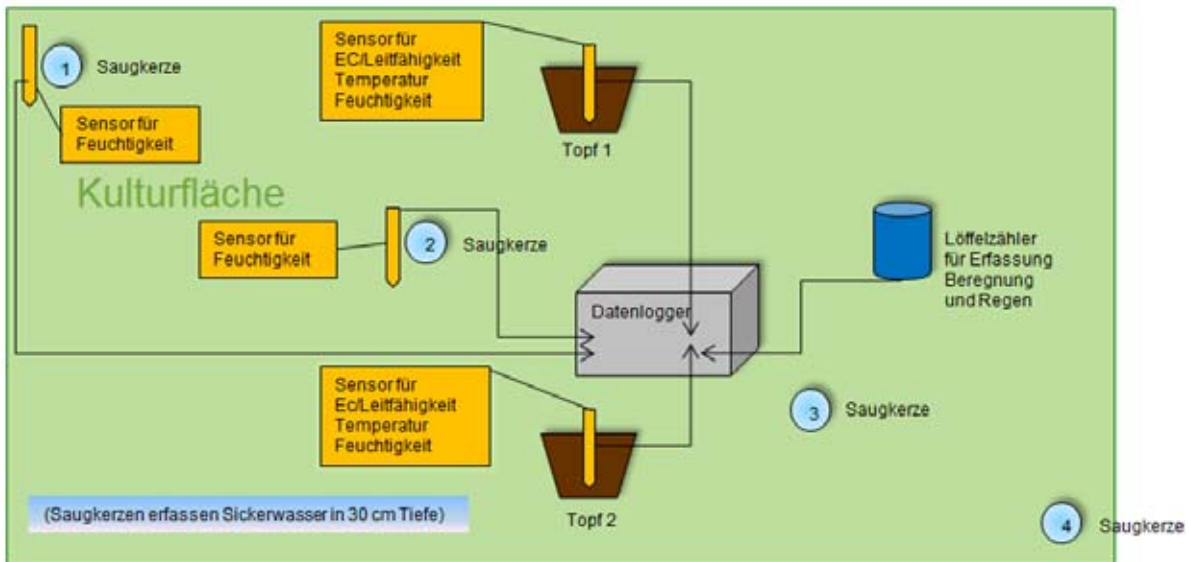 1
Saugkerze
Sensor für
Feuchtigkeit
Sensor für
EC/Leitfähigkeit
Temperatur
Feuchtigkeit
Topf 1
Kulturfläche
Sensor für
Feuchtigkeit
2
Saugkerze
Löffelzähler
für Erfassung
Beregnung
und Regen
Datenlogger
Sensor für
Ec/Leitfähigkeit
Temperatur
Feuchtigkeit
Topf 2
3
Saugkerze
(Saugkerzen erfassen Sickerwasser in 30 cm Tiefe)
4
Saugkerze